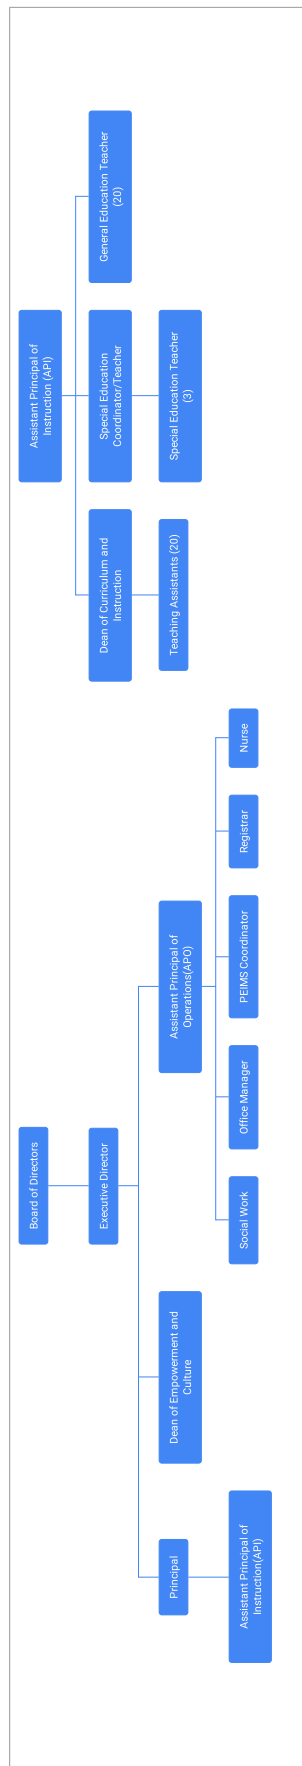 Board of Directors
Executive Director
Principal
Dean of Empowerment and
Culture
Assistant Principal of
Operations(APO)
Assistant Principal of
Instruction(API)
Social Work
Office Manager
PEIMS Coordinator
Registrar
Nurse
Assistant Principal of
Instruction (API)
Dean of Curriculum and
Instruction
Special Education
Coordinator/Teacher
General Education Teacher
(20)
Teaching Assistants (20)
Special Education Teacher
(3)